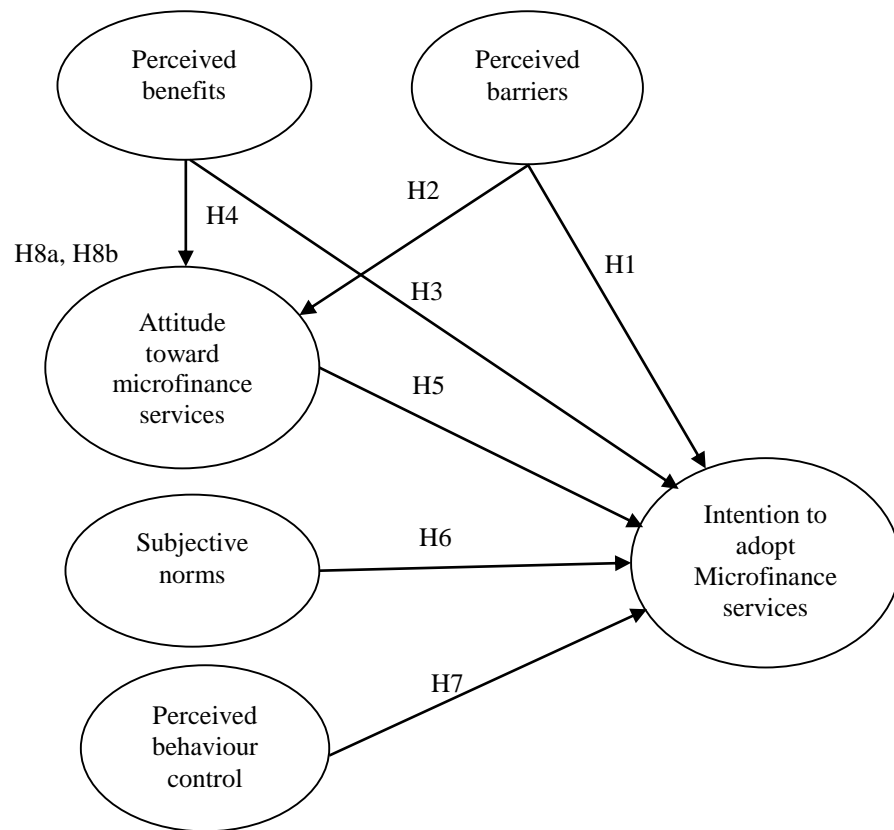 Perceived
benefits
Perceived
barriers
H2
H4
H8a, H8b
H1
H3
Attitude
toward
microfinance
services
H5
Intention to
adopt
Microfinance
services
Subjective
norms
H6
H7
Perceived
behaviour
control